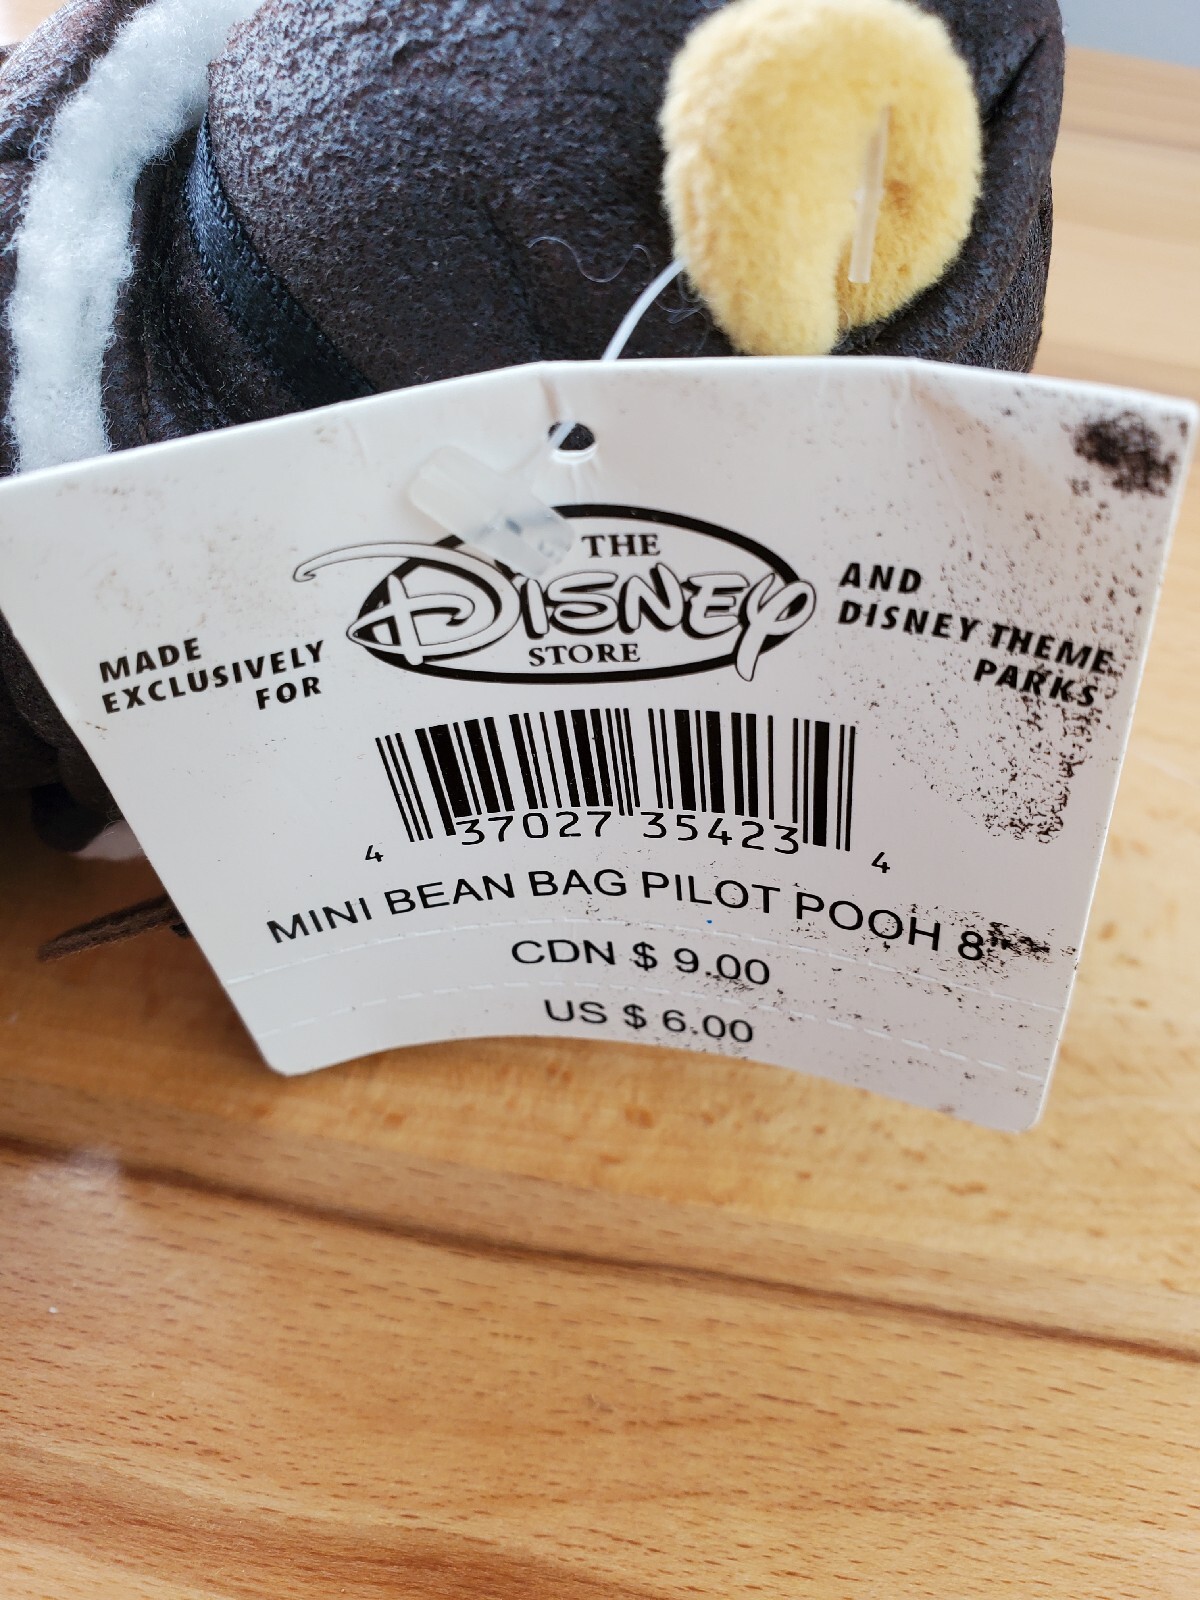 THE
DISNEY
STORE
MADE
EXCLUSIVELY
FOR
AND
DISNEY THEME
PARKS
4 37027 35423 4
MINI BEAN BAG PILOT POOH 8"
CDN $ 9.00
US $ 6.00